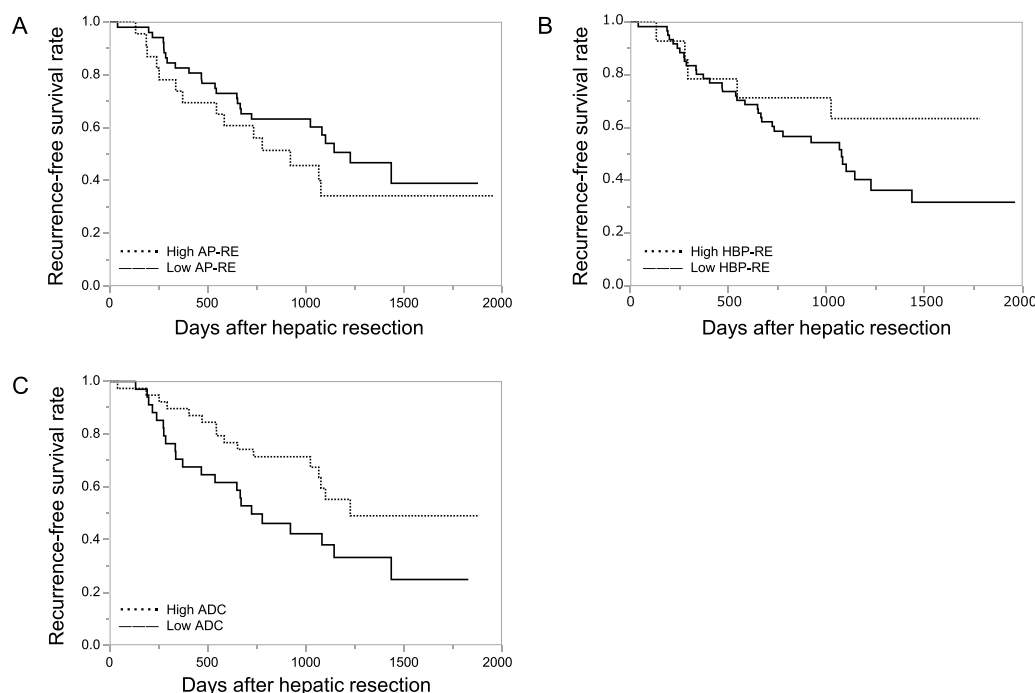 A
Recurrence-free survival rate
1.0
0.8
0.6
0.4
0.2
0.0
High AP-RE
Low AP-RE
0
500
1000
1500
2000
Days after hepatic resection
B
Recurrence-free survival rate
1.0
0.8
0.6
0.4
0.2
0.0
High HBP-RE
Low HBP-RE
0
500
1000
1500
2000
Days after hepatic resection
C
Recurrence-free survival rate
1.0
0.8
0.6
0.4
0.2
0.0
High ADC
Low ADC
0
500
1000
1500
2000
Days after hepatic resection